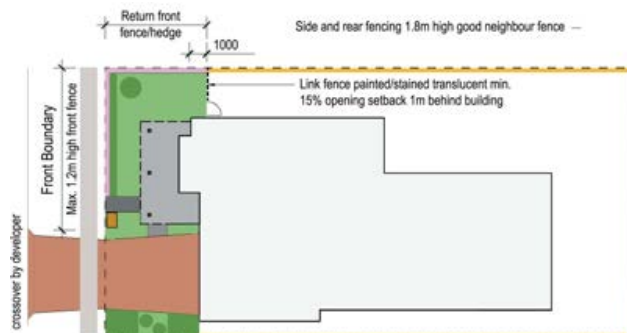 Return front
fence/hedge
Side and rear fencing 1.8m high good neighbour fence
1000
Link fence painted/stained translucent min.
15% opening setback 1m behind building
Front Boundary
Max. 1.2m high front fence
crossover by developer